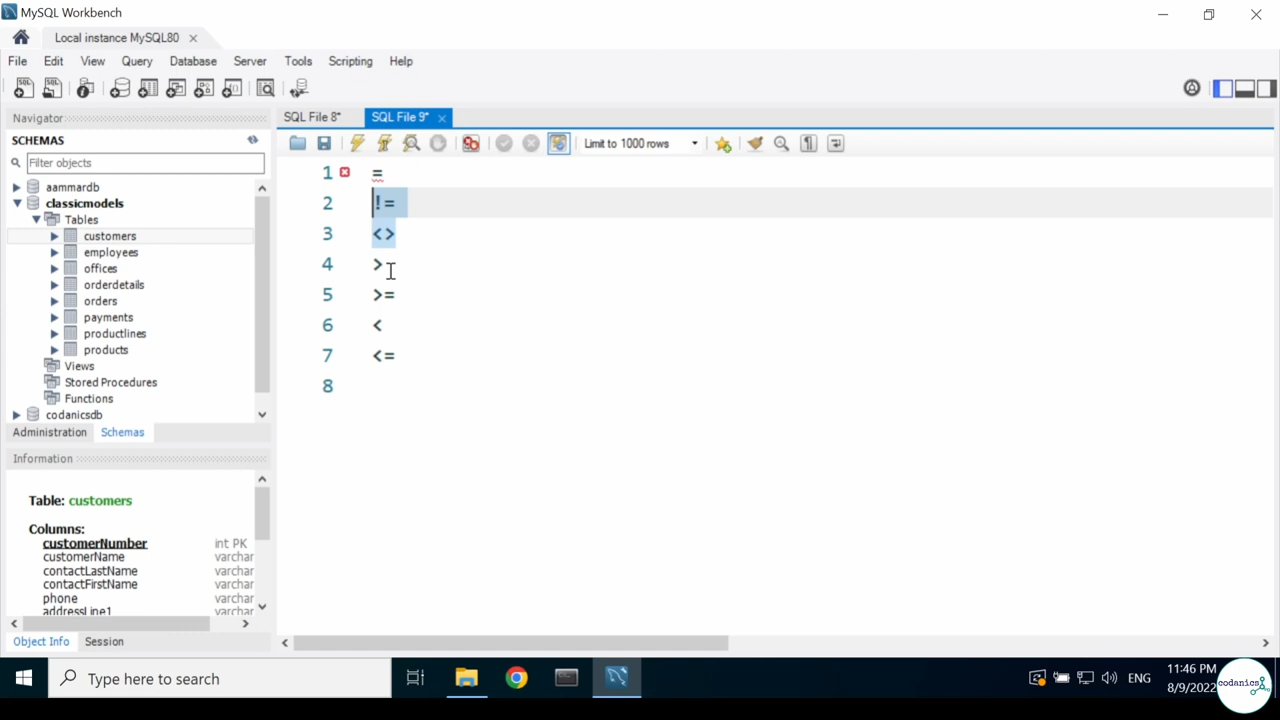 MySQL Workbench
Local instance MySQL80
File Edit View Query Database Server Tools Scripting Help
Navigator
SCHEMAS
Filter objects
aammardb
classicmodels
Tables
customers
employees
offices
orderdetails
orders
payments
productlines
products
Views
Stored Procedures
Functions
codanicsdb
Administration Schemas
Information
Table: customers
Columns:
customerNumber int PK
customerName varchar
contactLastName varchar
contactFirstName varchar
phone varchar
addressLine1 varchar
Object Info Session
SQL File 8* SQL File 9*
Limit to 1000 rows
1 =
2 !=
3 <>
4 >
5 >=
6 <
7 <=
8
Type here to search
ENG
11:46 PM
8/9/2022
codanics